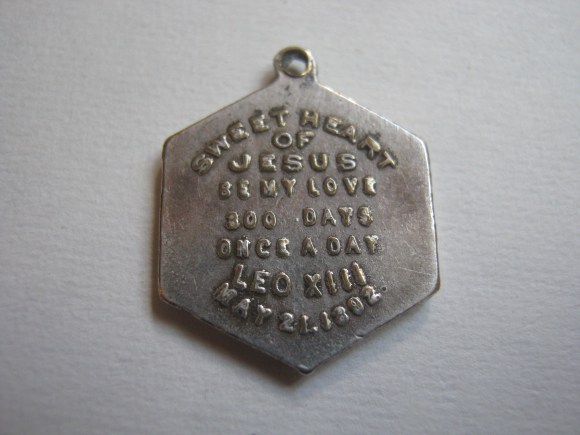 SWEET HEART
OF
JESUS
BE MY LOVE
300 DAYS
ONCE A DAY
LEO XIII
MAY 21. 1892.